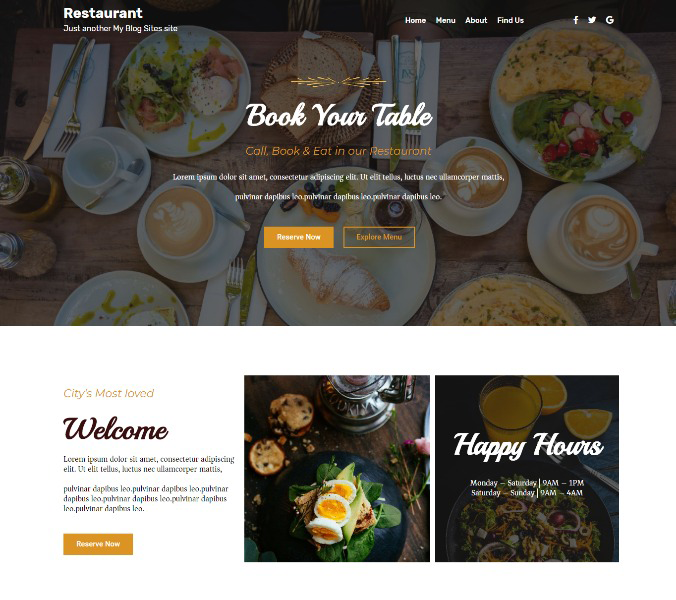 Restaurant
Just another My Blog Sites site
Home Menu About Find Us
Book Your Table
Call, Book & Eat in our Restaurant
Lorem ipsum dolor sit amet, consectetur adipiscing elit. Ut elit tellus, luctus nec ullamcorper mattis,
pulvinar dapibus leo.pulvinar dapibus leo.pulvinar dapibus leo.
Reserve Now
Explore Menu
City's Most loved
Welcome
Lorem ipsum dolor sit amet, consectetur adipiscing
elit. Ut elit tellus, luctus nec ullamcorper mattis,
pulvinar dapibus leo.pulvinar dapibus leo.pulvinar
dapibus leo.pulvinar dapibus leo.pulvinar dapibus
leo.pulvinar dapibus leo.
Reserve Now
Happy Hours
Monday – Saturday | 9AM – 1PM
Saturday – Sunday | 9AM – 4AM